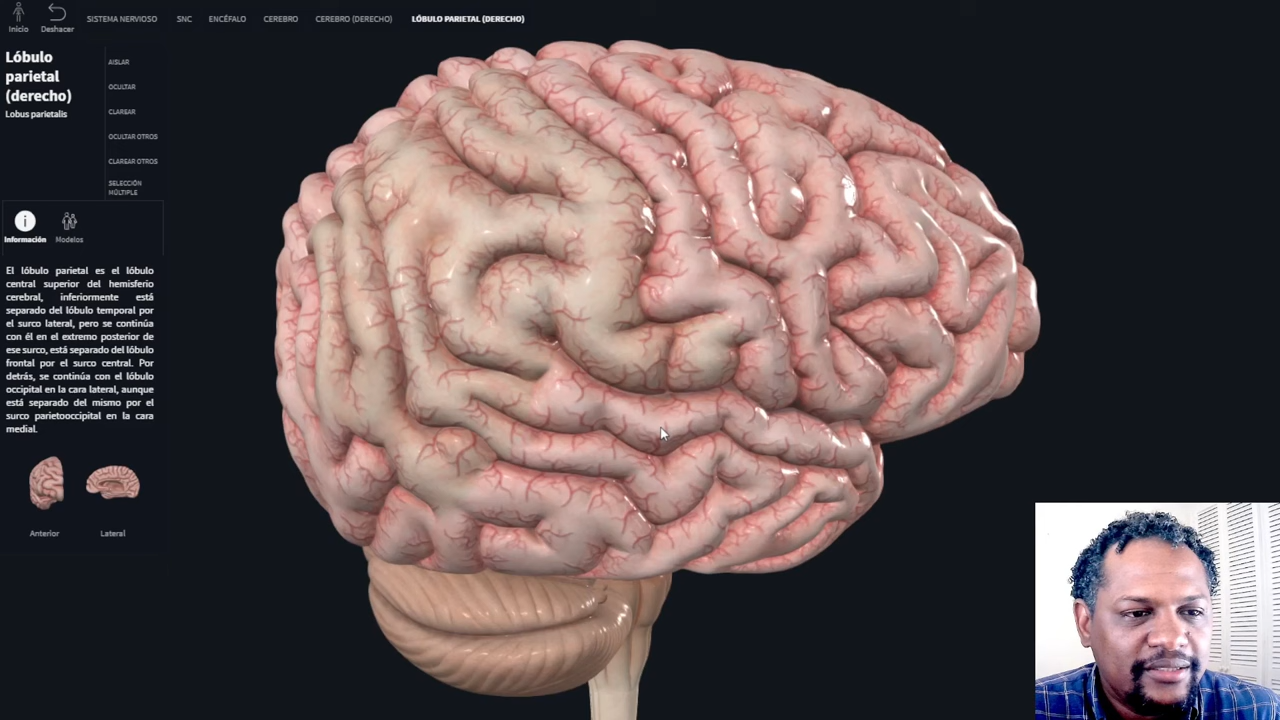 Inicio
Deshacer
SISTEMA NERVIOSO
SNC
ENCÉFALO
CEREBRO
CEREBRO (DERECHO)
LÓBULO PARIETAL (DERECHO)
Lóbulo
parietal
(derecho)
Lobus parietalis
AISLAR
OCULTAR
CLAREAR
OCULTAR OTROS
CLAREAR OTROS
SELECCIÓN
MÚLTIPLE
Información
Modelos
El lóbulo parietal es el lóbulo
central superior del hemisferio
cerebral, inferiormente está
separado del lóbulo temporal por
el surco lateral, pero se continúa
con él en el extremo posterior de
ese surco, está separado del lóbulo
frontal por el surco central. Por
detrás, se continúa con el lóbulo
occipital en la cara lateral, aunque
está separado del mismo por el
surco parietooccipital en la cara
medial.
Anterior
Lateral